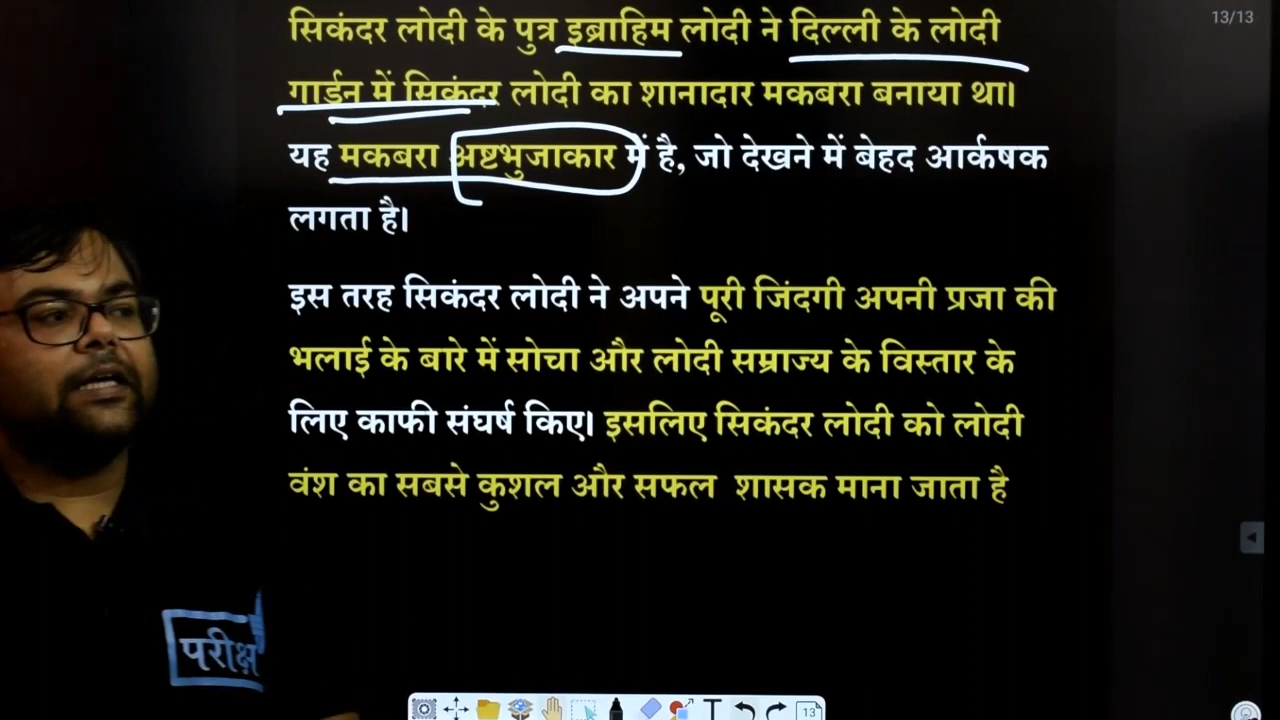 13/13
सिकंदर लोदी के पुत्र इब्राहिम लोदी ने दिल्ली के लोदी
गार्डन में सिकंदर लोदी का शानादार मकबरा बनाया था।
यह मकबरा अष्टभुजाकार में है, जो देखने में बेहद आर्कषक
लगता है।
इस तरह सिकंदर लोदी ने अपने पूरी जिंदगी अपनी प्रजा की
भलाई के बारे में सोचा और लोदी सम्राज्य के विस्तार के
लिए काफी संघर्ष किए। इसलिए सिकंदर लोदी को लोदी
वंश का सबसे कुशल और सफल शासक माना जाता है
परीक्ष
13